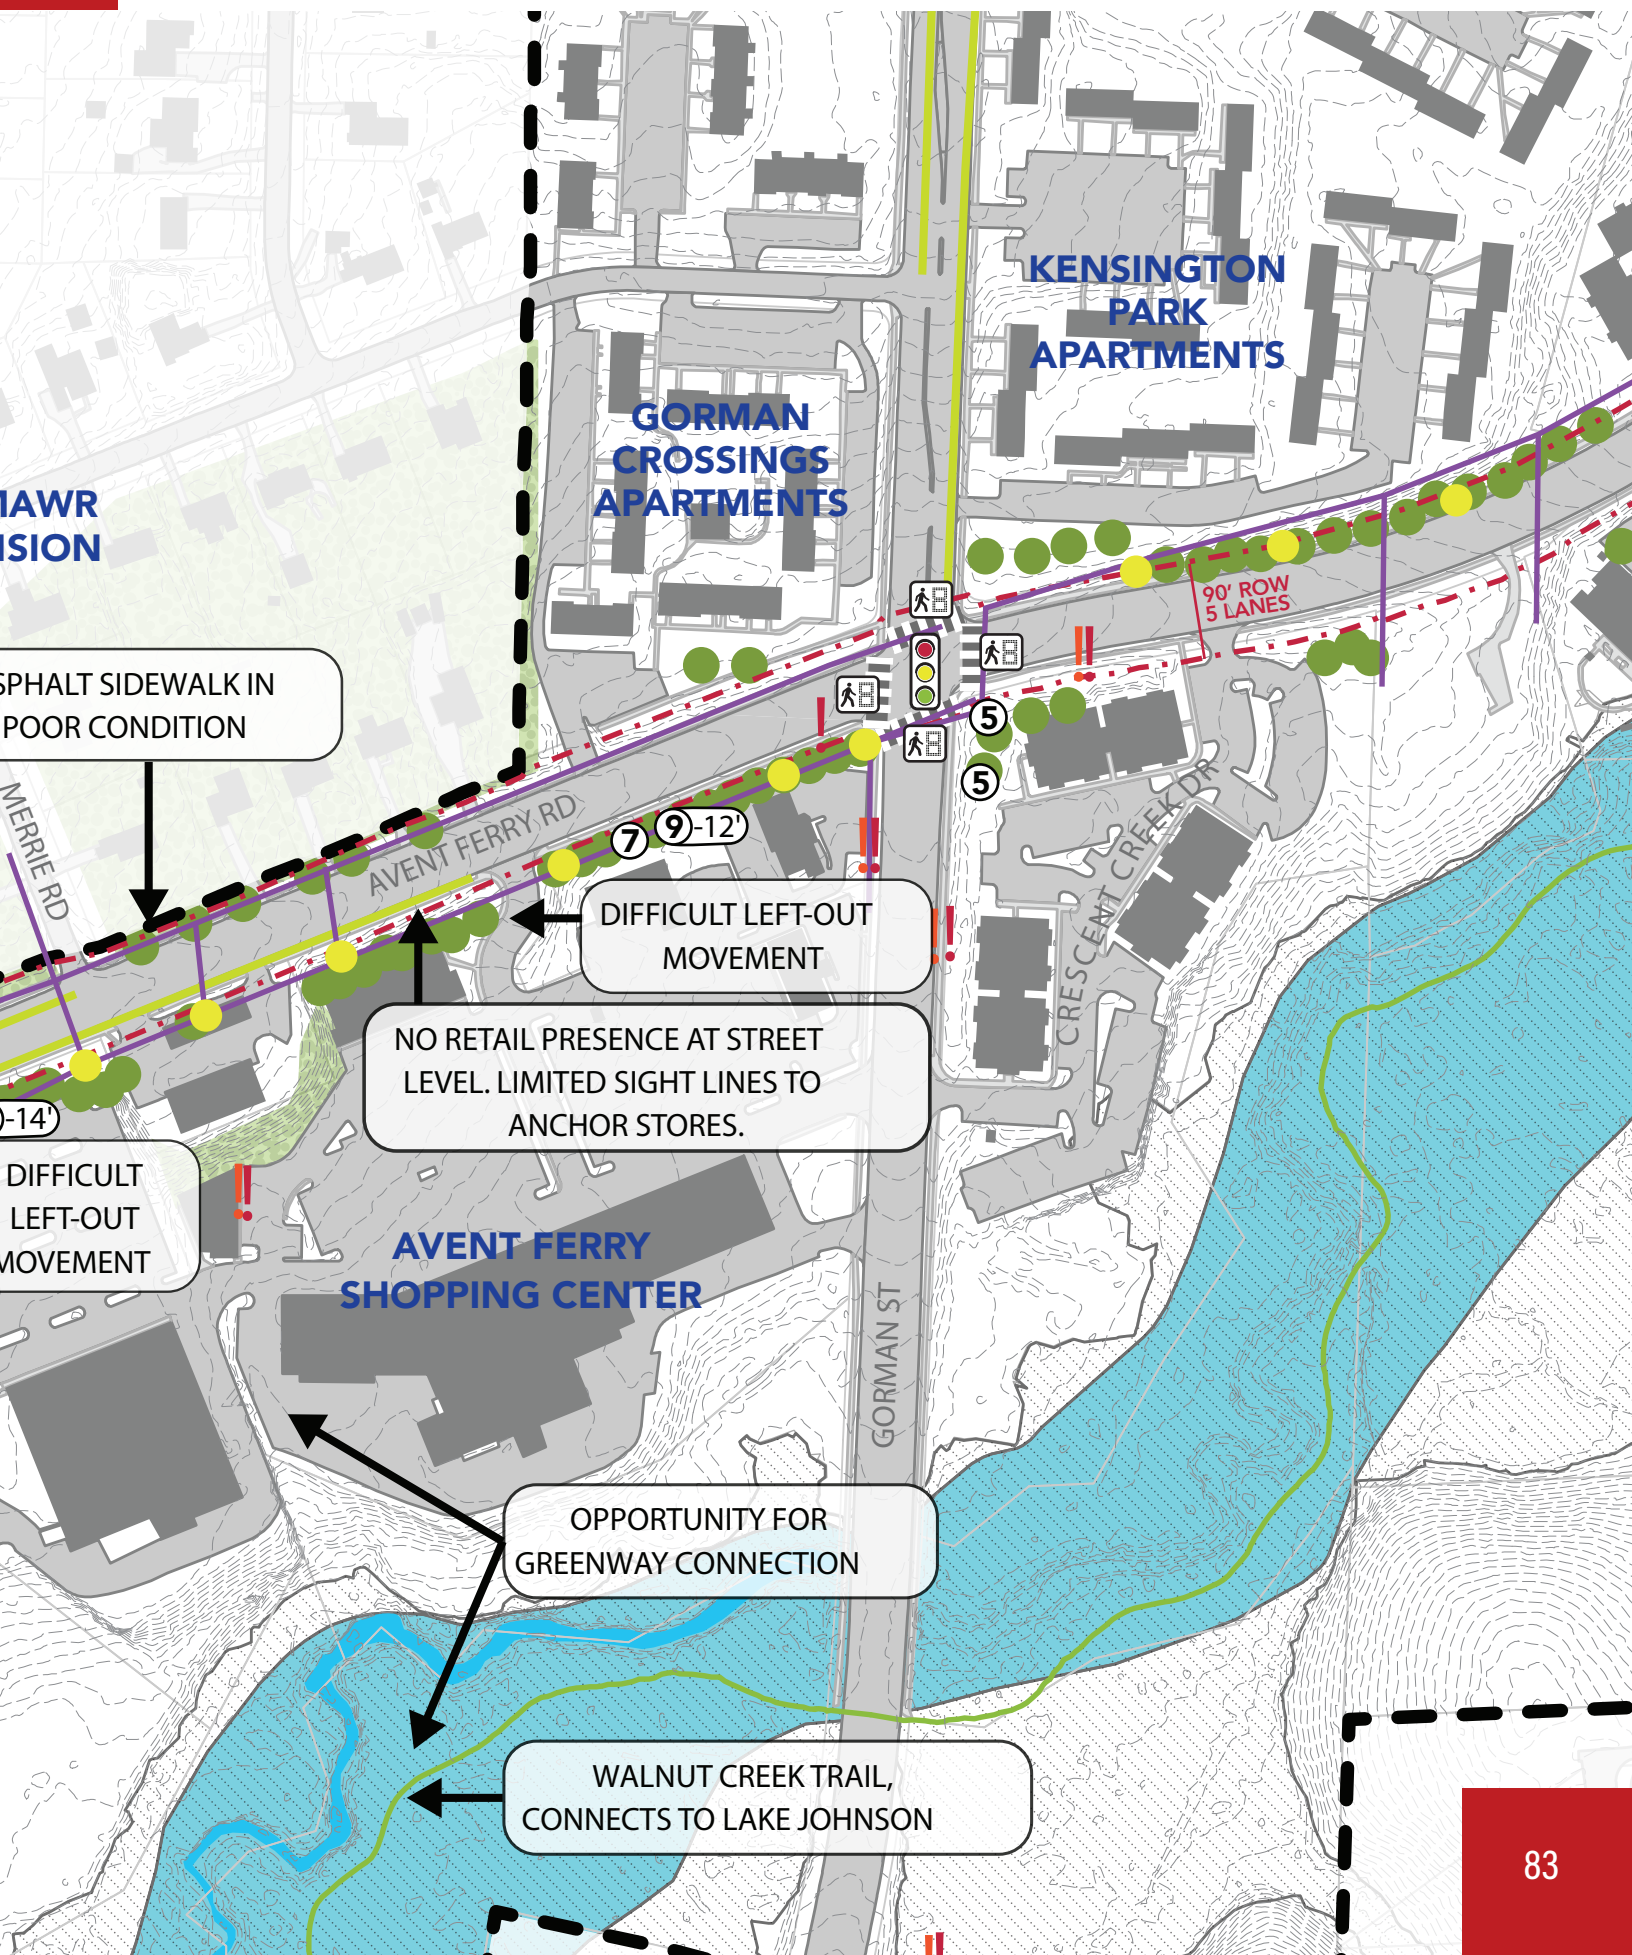 KENSINGTON
PARK
APARTMENTS
GORMAN
CROSSINGS
APARTMENTS
MAWR
ISION
90' ROW
5 LANES
SPHALT SIDEWALK IN
POOR CONDITION
MERRIE RD
AVENT FERRY RD
5
5
7
9-12'
CRESCENT CREEK DR
DIFFICULT LEFT-OUT
MOVEMENT
NO RETAIL PRESENCE AT STREET
LEVEL. LIMITED SIGHT LINES TO
ANCHOR STORES.
)-14'
DIFFICULT
LEFT-OUT
MOVEMENT
AVENT FERRY
SHOPPING CENTER
GORMAN ST
OPPORTUNITY FOR
GREENWAY CONNECTION
WALNUT CREEK TRAIL,
CONNECTS TO LAKE JOHNSON
83